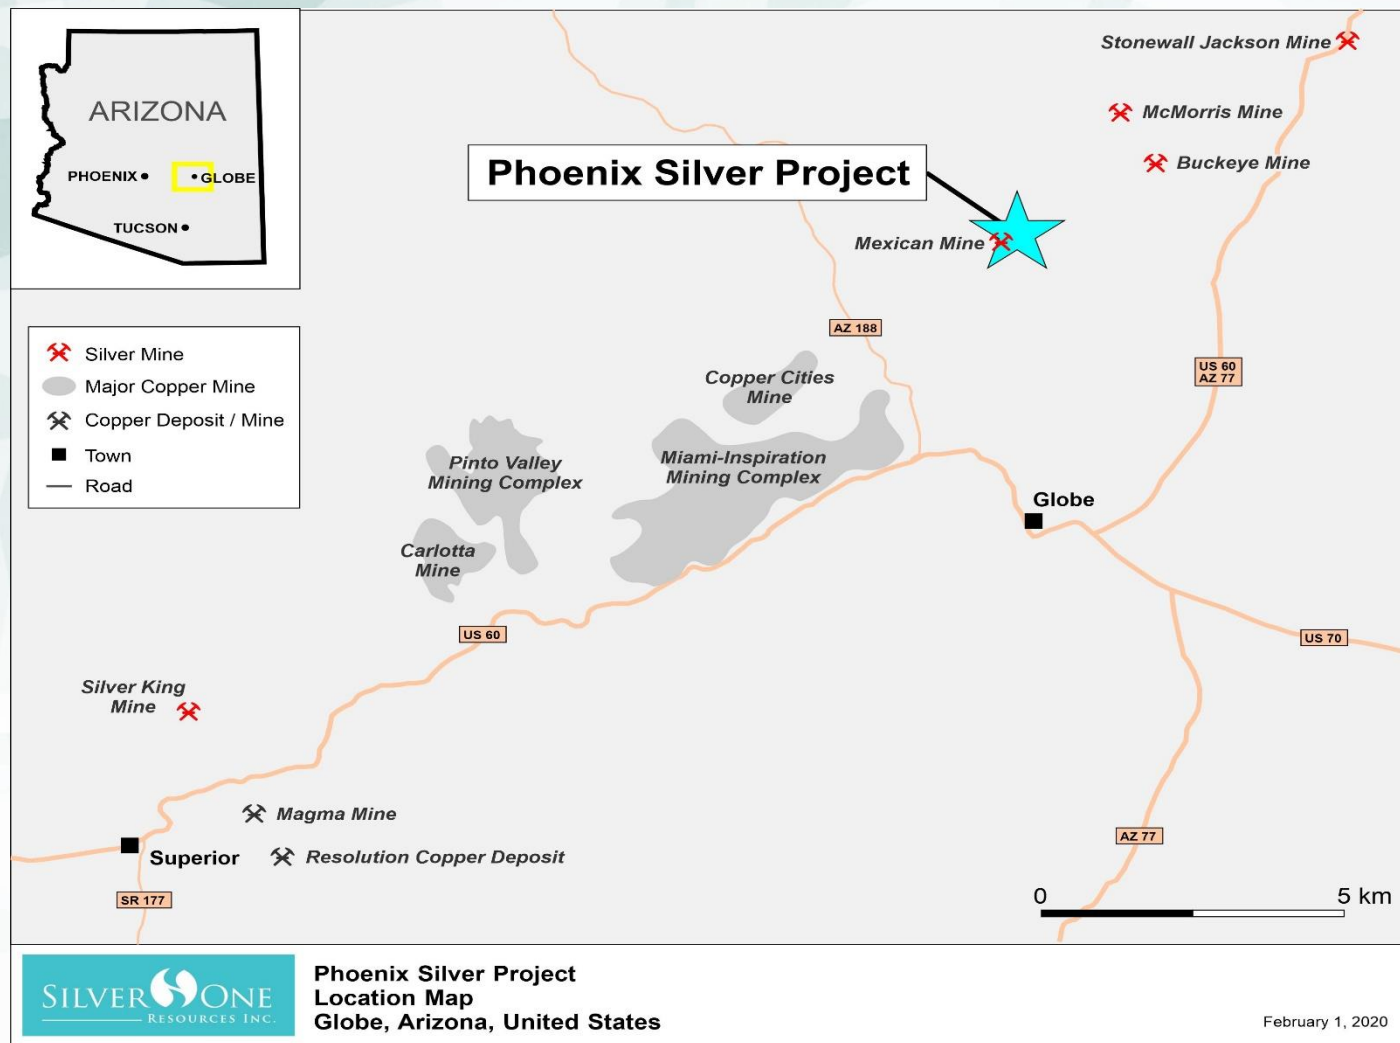 ARIZONA
PHOENIX
GLOBE
TUCSON
Stonewall Jackson Mine
McMorris Mine
Buckeye Mine
Phoenix Silver Project
Mexican Mine
Silver Mine
Major Copper Mine
Copper Deposit / Mine
Town
Road
AZ 188
US 60
AZ 77
Copper Cities
Mine
Pinto Valley
Mining Complex
Miami-Inspiration
Mining Complex
Globe
Carlotta
Mine
US 60
US 70
Silver King
Mine
Magma Mine
Superior
Resolution Copper Deposit
AZ 77
SR 177
0 5 km
SILVER ONE
RESOURCES INC.
Phoenix Silver Project
Location Map
Globe, Arizona, United States
February 1, 2020